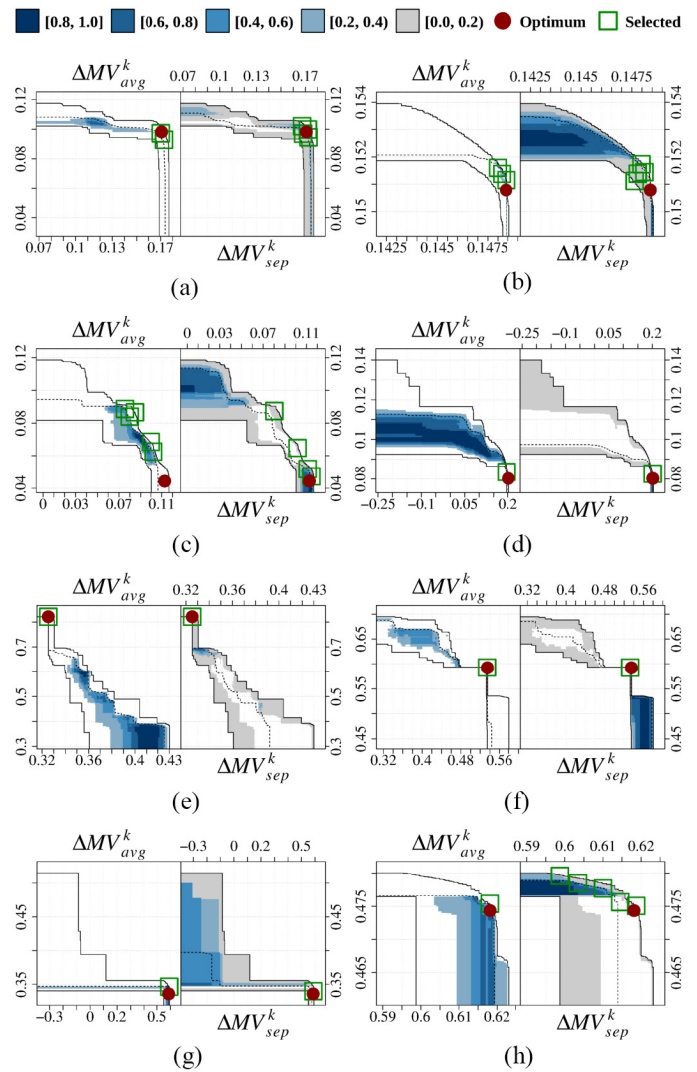 [0.8, 1.0] [0.6, 0.8) [0.4, 0.6) [0.2, 0.4) [0.0, 0.2) Optimum Selected
ΔMV^k_avg 0.07 0.1 0.13 0.17
0.12
0.08
0.04
0.07 0.1 0.13 0.17 ΔMV^k_sep
(a)
ΔMV^k_avg 0.1425 0.1475
0.154
0.152
0.15
0.1425 0.1475 ΔMV^k_sep
(b)
ΔMV^k_avg 0 0.03 0.07 0.11
0.12
0.08
0.04
0 0.03 0.07 0.11 ΔMV^k_sep
(c)
ΔMV^k_avg -0.25 -0.1 0.05 0.2
0.14
0.12
0.1
0.08
-0.25 -0.1 0.05 0.2 ΔMV^k_sep
(d)
ΔMV^k_avg 0.32 0.36 0.4 0.43
0.7
0.5
0.3
0.32 0.36 0.4 0.43 ΔMV^k_sep
(e)
ΔMV^k_avg 0.32 0.4 0.48 0.56
0.65
0.55
0.45
0.32 0.4 0.48 0.56 ΔMV^k_sep
(f)
ΔMV^k_avg -0.3 0 0.2 0.6
0.45
0.35
-0.3 0 0.2 0.5 ΔMV^k_sep
(g)
ΔMV^k_avg 0.59 0.6 0.61 0.62
0.475
0.465
0.59 0.6 0.61 0.62 ΔMV^k_sep
(h)